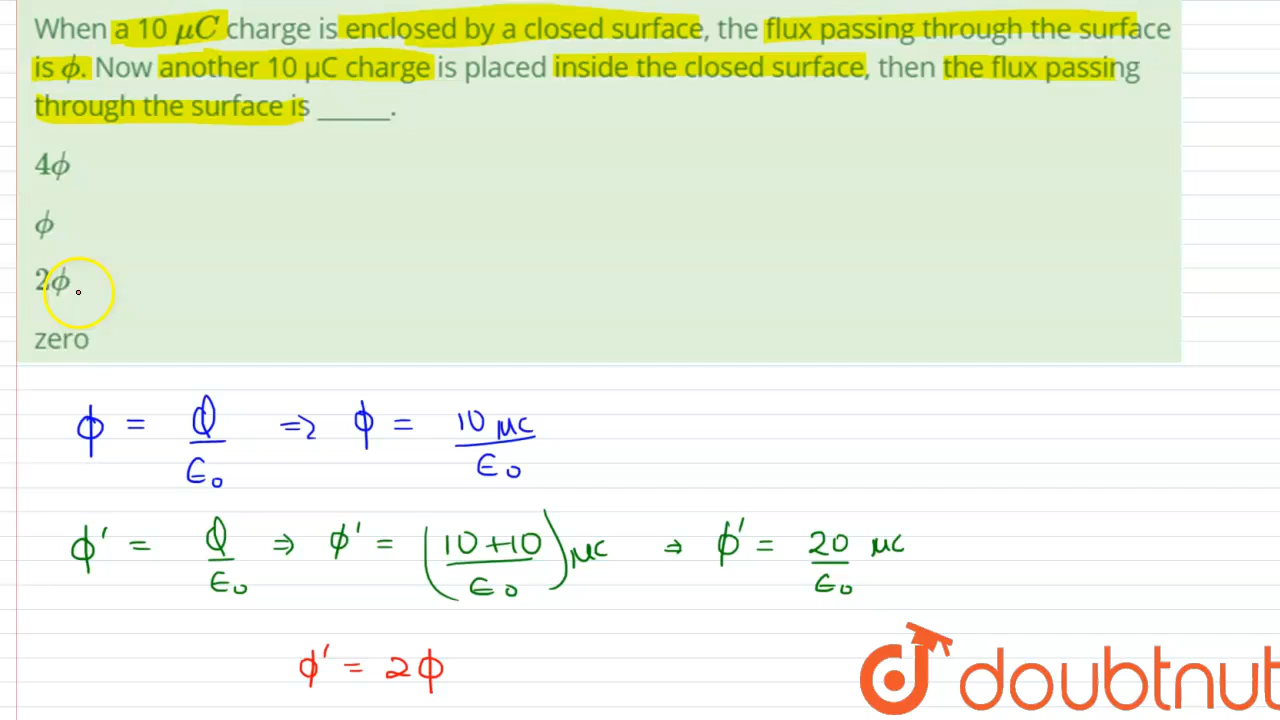 When a 10 μC charge is enclosed by a closed surface, the flux passing through the surface
is ϕ. Now another 10 μC charge is placed inside the closed surface, then the flux passing
through the surface is ______.
4ϕ
ϕ
2ϕ
zero
ϕ = Q/ε₀ ⇒ ϕ = 10 μc/ε₀
ϕ' = Q/ε₀ ⇒ ϕ' = (10+10/ε₀) μc ⇒ ϕ' = 20/ε₀ μc
ϕ' = 2ϕ
doubtnut